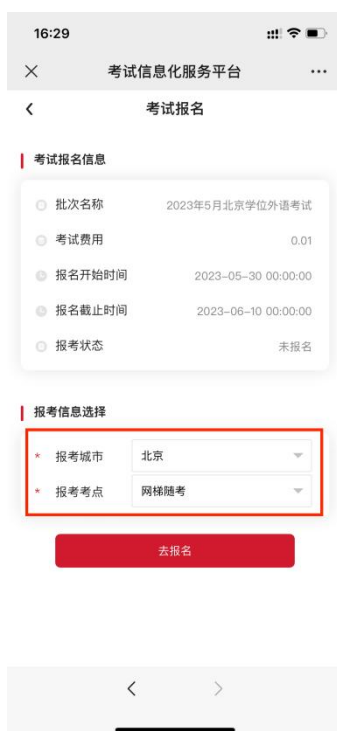 16:29
考试信息化服务平台
考试报名
考试报名信息
批次名称 2023年5月北京学位外语考试
考试费用 0.01
报名开始时间 2023-05-30 00:00:00
报名截止时间 2023-06-10 00:00:00
报考状态 未报名
报考信息选择
* 报考城市 北京
* 报考考点 网梯随考
去报名